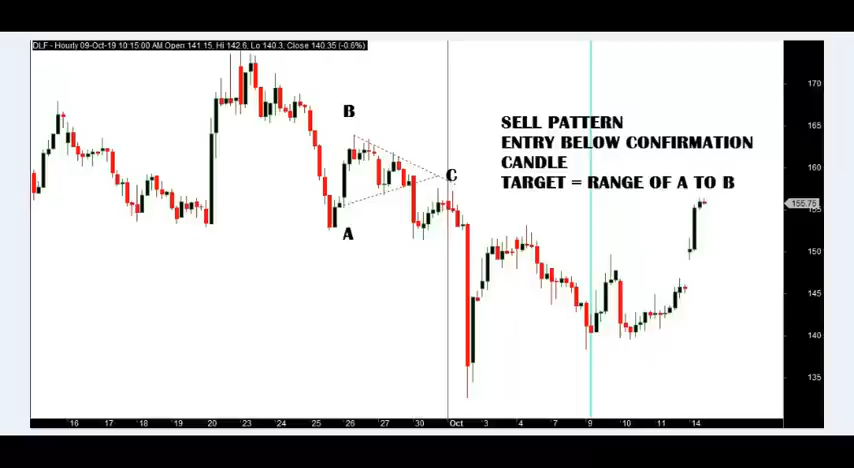 DLF - Hourly 09-Oct-19 10:15:00 AM Open 141.15, Hi 142.6, Lo 140.3, Close 140.35 (-0.6%)
170
B
SELL PATTERN
165
ENTRY BELOW CONFIRMATION
CANDLE
160
C
TARGET = RANGE OF A TO B
155.75
155
A
150
145
140
135
16 17 18 19 20 23 24 25 26 27 30 Oct 3 4 7 9 10 11 14